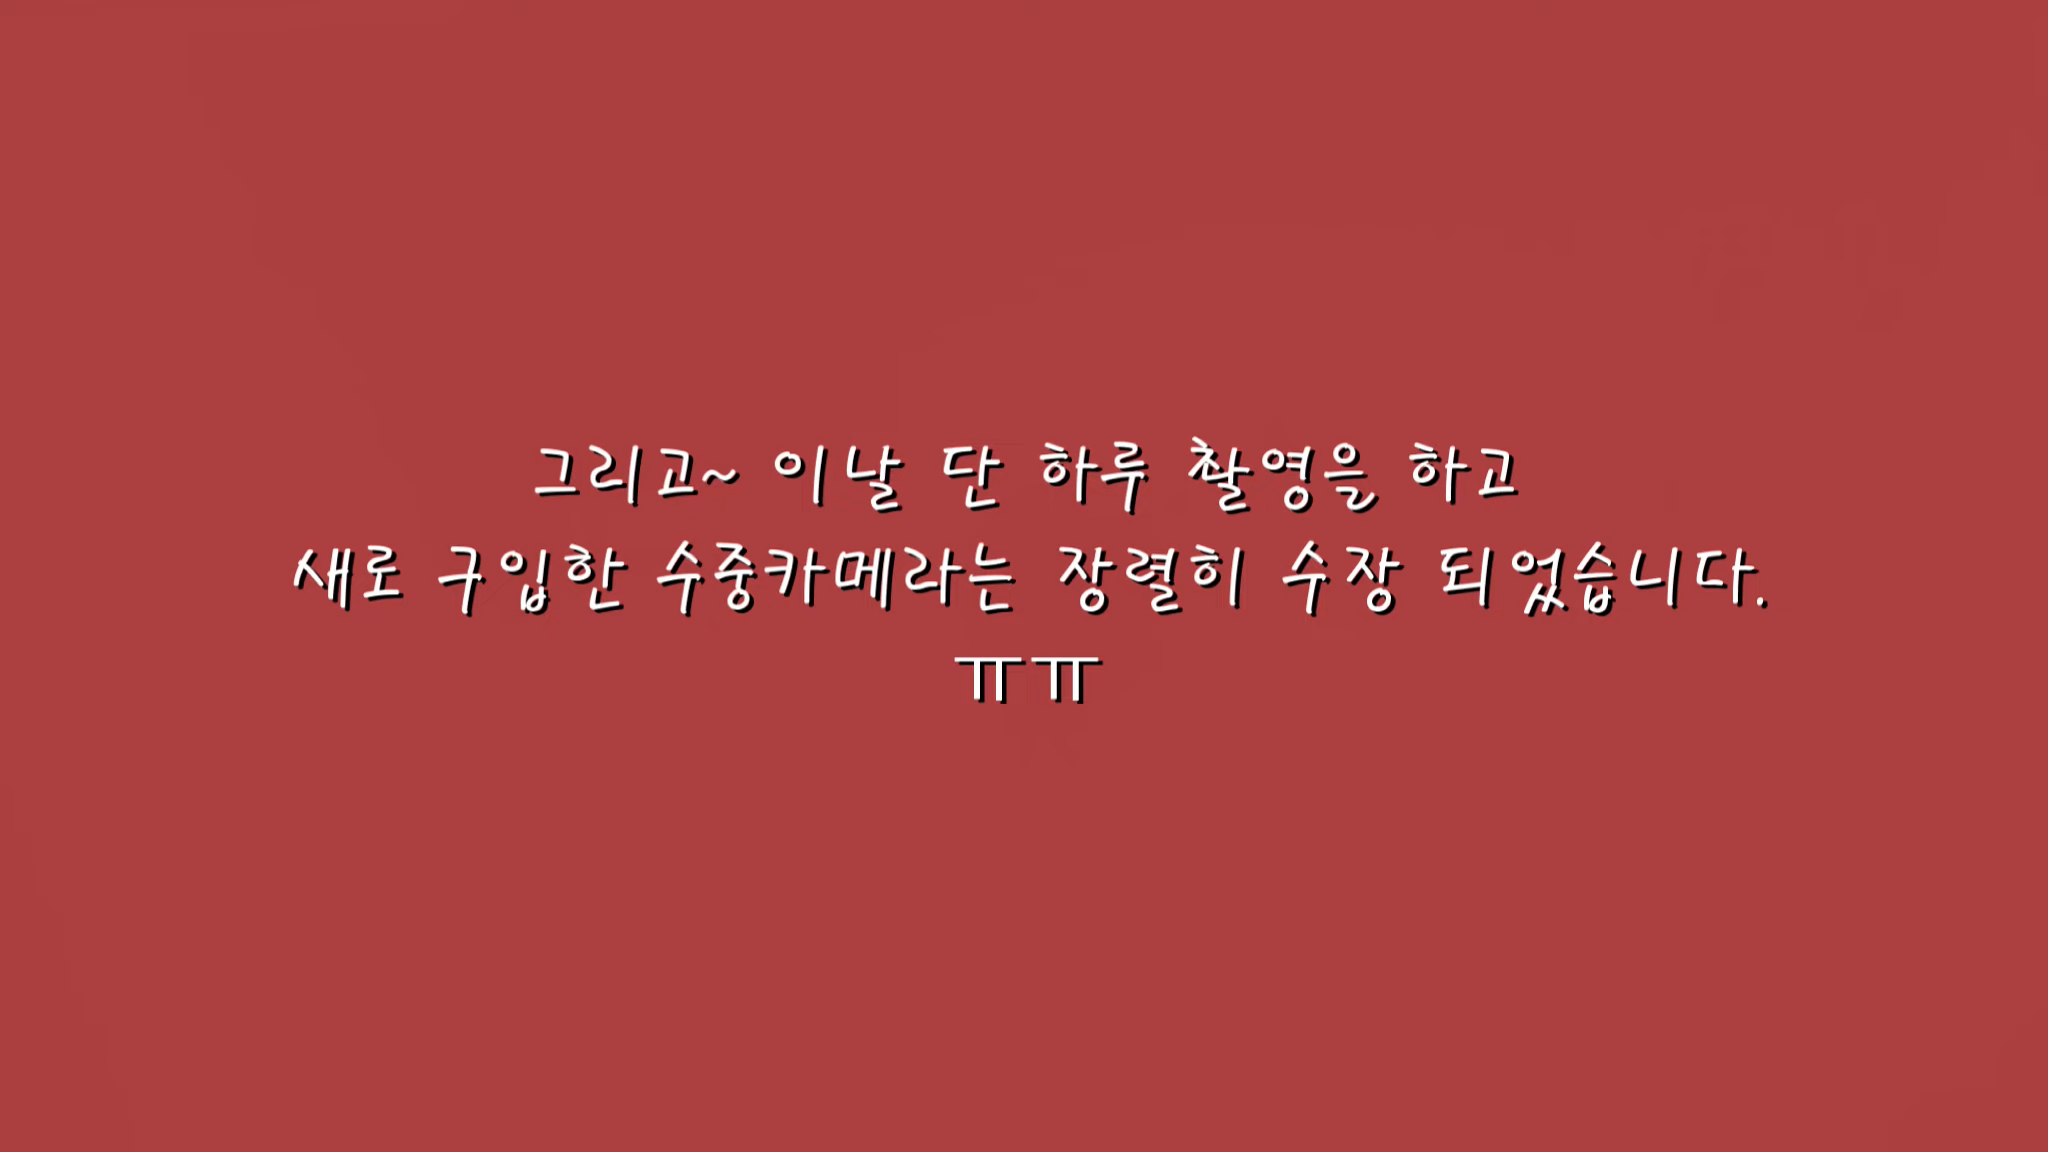 그리고~ 이날 단 하루 촬영을 하고
새로 구입한 수중카메라는 장렬히 수장 되었습니다.
ㅠㅠ